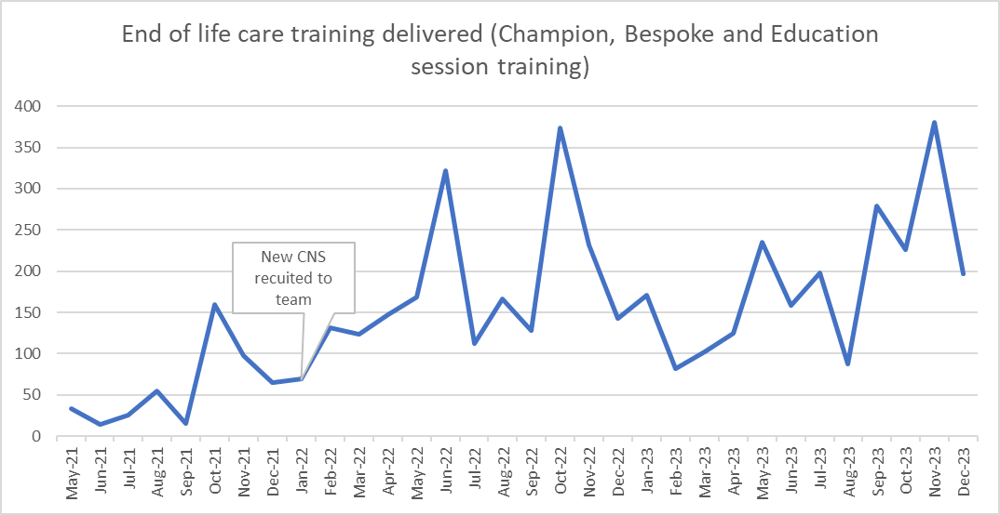 End of life care training delivered (Champion, Bespoke and Education
session training)
400
350
300
250
200
150
100
50
0
New CNS
recuited to
team
May-21
Jun-21
Jul-21
Aug-21
Sep-21
Oct-21
Nov-21
Dec-21
Jan-22
Feb-22
Mar-22
Apr-22
May-22
Jun-22
Jul-22
Aug-22
Sep-22
Oct-22
Nov-22
Dec-22
Jan-23
Feb-23
Mar-23
Apr-23
May-23
Jun-23
Jul-23
Aug-23
Sep-23
Oct-23
Nov-23
Dec-23